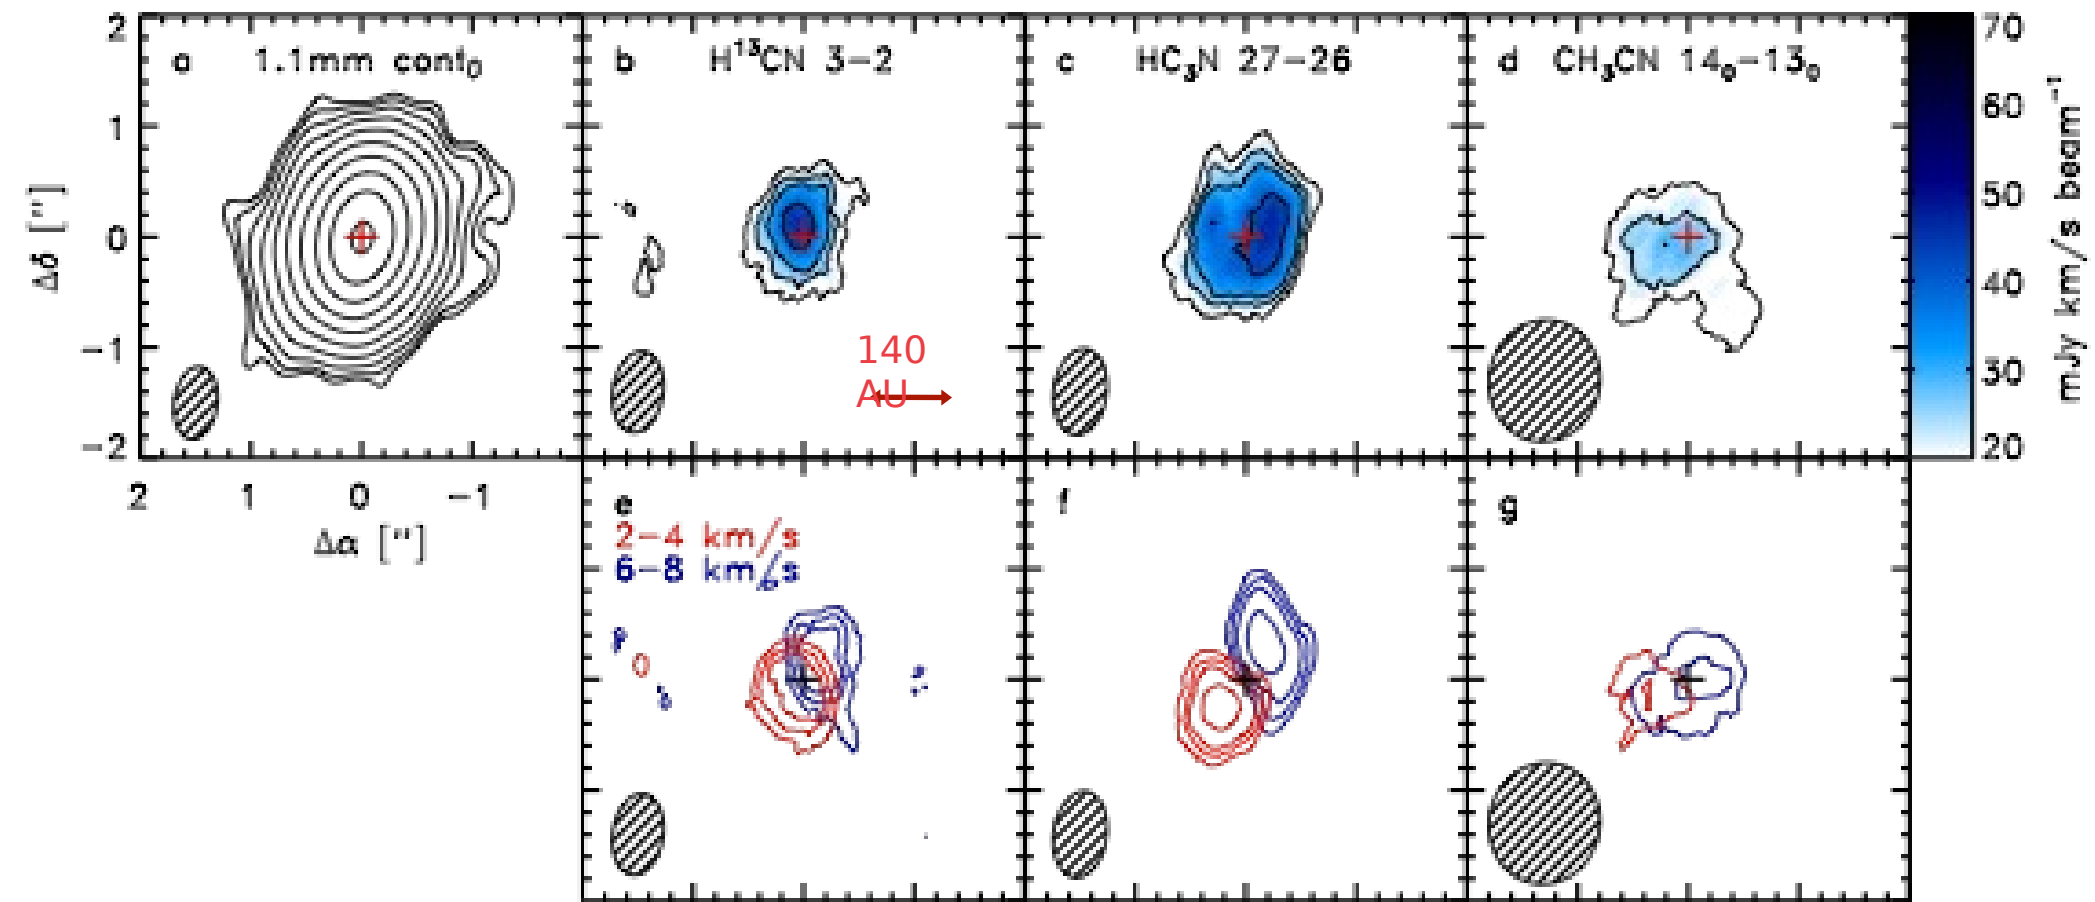 a 1.1mm cont₀
b H¹³CN 3−2
c HC₃N 27−26
d CH₃CN 14₀−13₀
2
1
0
−1
−2
Δδ ["]
140
AU
70
60
50
40
30
20
mJy km/s beam⁻¹
2 1 0 −1
Δα ["]
e
2−4 km/s
6−8 km/s
f
g